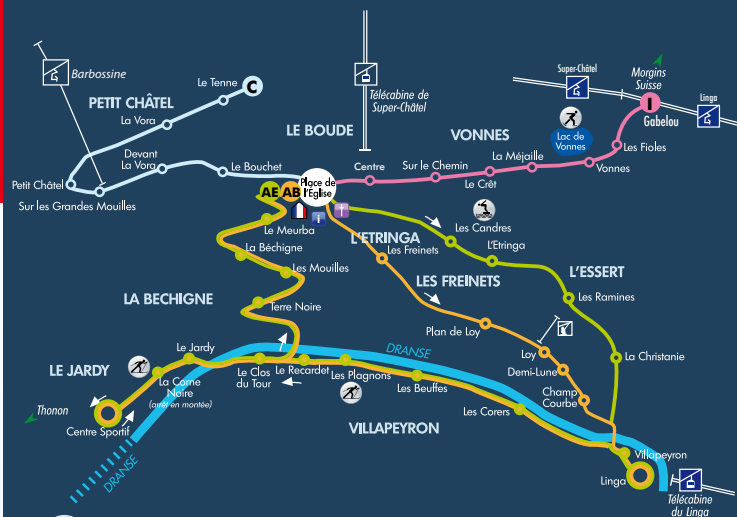 Barbossine
Le Tenne
C
PETIT CHÂTEL
La Vora
Devant
La Vora
Le Bouchet
Petit Châtel
Sur les Grandes Mouilles
Télécabine de
Super-Châtel
LE BOUDE
VONNES
Super-Châtel
Morgins
Suisse
Linga
I
Gabelou
Lac de
Vonnes
Les Fioles
Vonnes
La Méjaille
Le Crêt
Sur le Chemin
Centre
AE
AB
Place de
l'Eglise
i
Le Meurba
La Béchigne
Les Mouilles
LA BECHIGNE
Terre Noire
L'ETRINGA
Les Freinets
Les Candres
L'Etringa
LES FREINETS
L'ESSERT
Les Ramines
Plan de Loy
Loy
Demi-Lune
Champ
Courbe
La Christanie
LE JARDY
Le Jardy
La Corne
Noire
(arrêt en montée)
Le Clos
du Tour
Le Recardet
Les Plagnons
Les Beuffes
Les Corers
DRANSE
Thonon
Centre Sportif
DRANSE
VILLAPEYRON
Villapeyron
Linga
Télécabine
du Linga